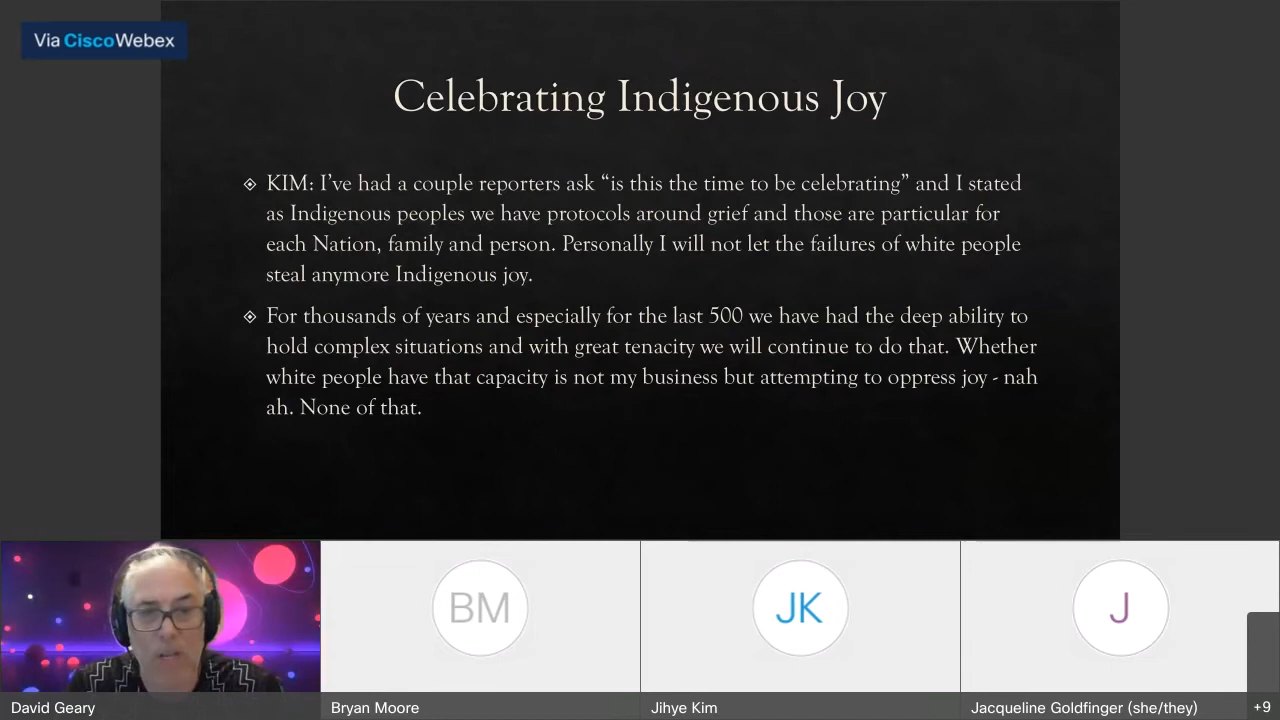 Via Cisco Webex
Celebrating Indigenous Joy
KIM: I’ve had a couple reporters ask “is this the time to be celebrating” and I stated
as Indigenous peoples we have protocols around grief and those are particular for
each Nation, family and person. Personally I will not let the failures of white people
steal anymore Indigenous joy.
For thousands of years and especially for the last 500 we have had the deep ability to
hold complex situations and with great tenacity we will continue to do that. Whether
white people have that capacity is not my business but attempting to oppress joy - nah
ah. None of that.
BM
JK
J
David Geary
Bryan Moore
Jihye Kim
Jacqueline Goldfinger (she/they)
+9